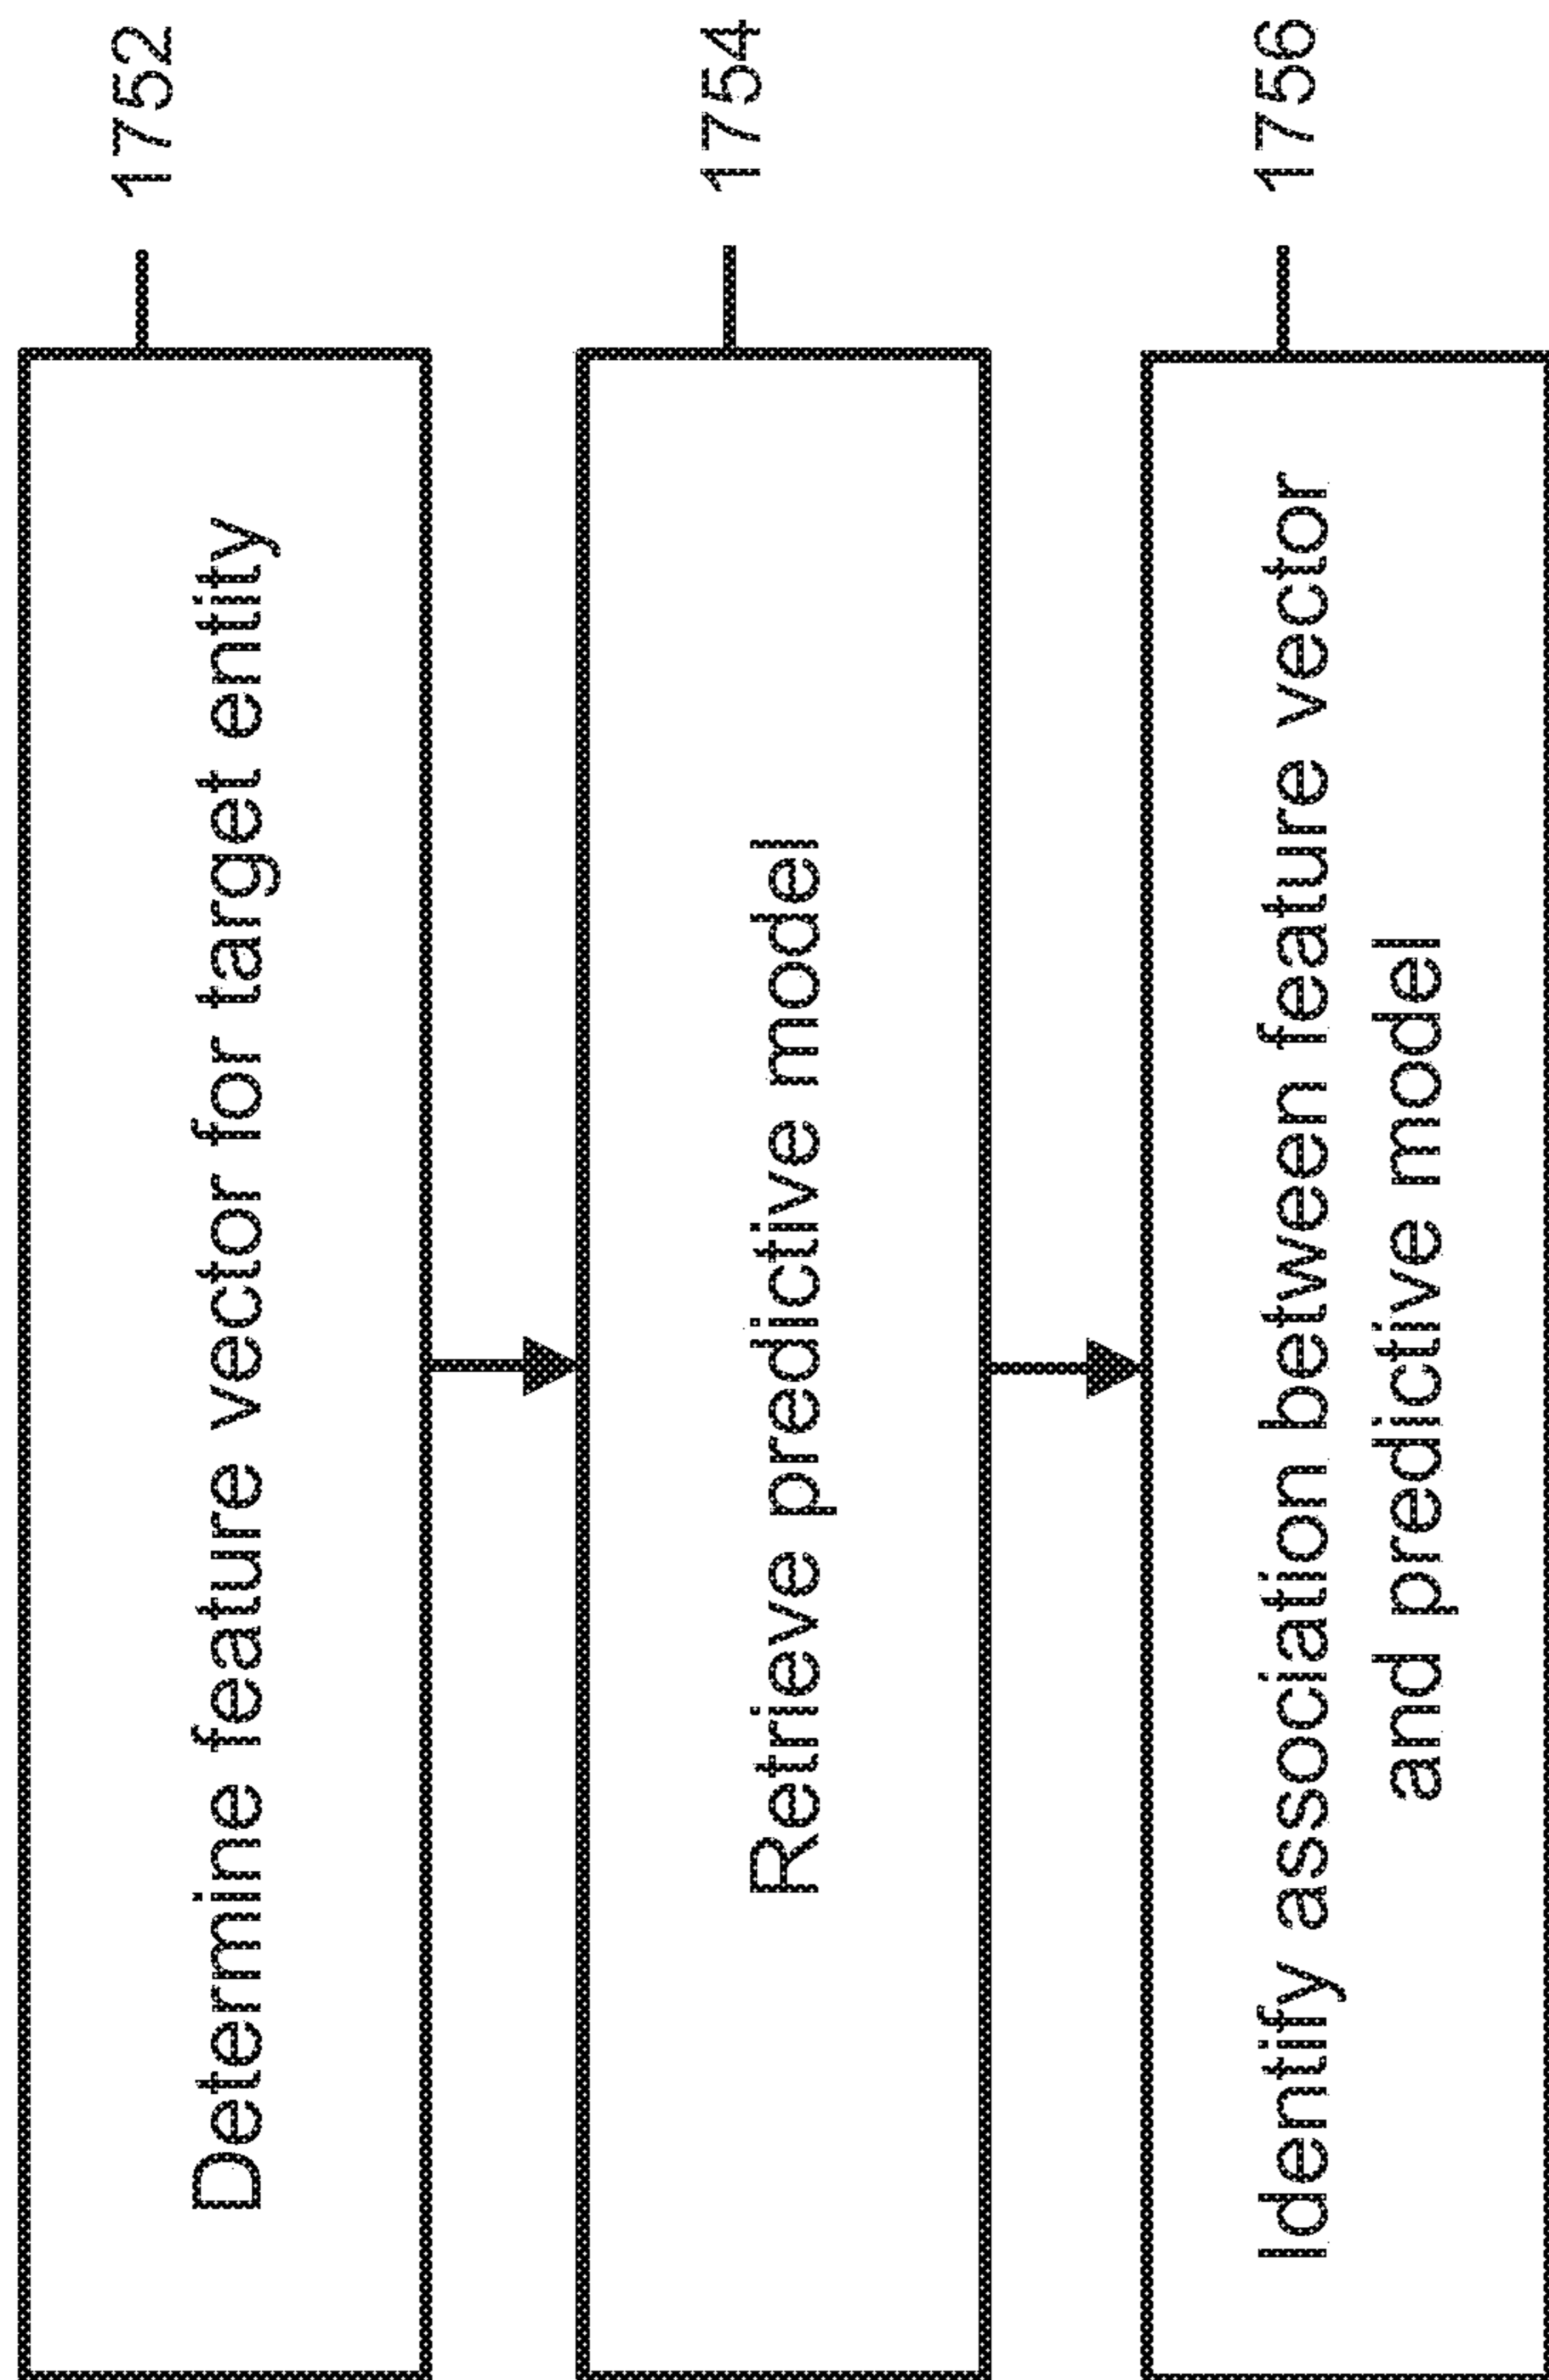 Determine feature vector for target entity
1752
Retrieve predictive model
1754
Identify association between feature vector
and predictive model
1756